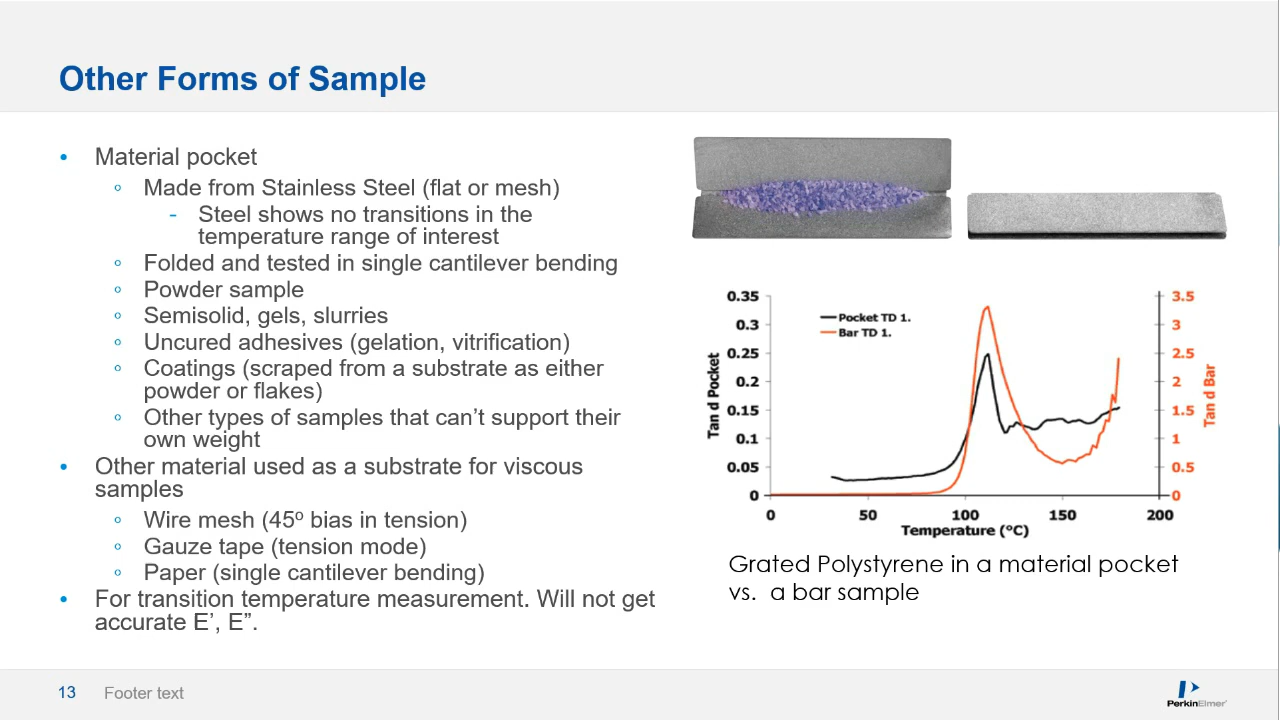 Other Forms of Sample
• Material pocket
◦ Made from Stainless Steel (flat or mesh)
- Steel shows no transitions in the
temperature range of interest
◦ Folded and tested in single cantilever bending
◦ Powder sample
◦ Semisolid, gels, slurries
◦ Uncured adhesives (gelation, vitrification)
◦ Coatings (scraped from a substrate as either
powder or flakes)
◦ Other types of samples that can’t support their
own weight
• Other material used as a substrate for viscous
samples
◦ Wire mesh (45º bias in tension)
◦ Gauze tape (tension mode)
◦ Paper (single cantilever bending)
• For transition temperature measurement. Will not get
accurate E’, E”.
Tan d Pocket
0.35
0.3
0.25
0.2
0.15
0.1
0.05
0
Pocket TD 1.
Bar TD 1.
3.5
3
2.5
2
1.5
1
0.5
0
Tan d Bar
0 50 100 150 200
Temperature (°C)
Grated Polystyrene in a material pocket
vs. a bar sample
13 Footer text
PerkinElmer